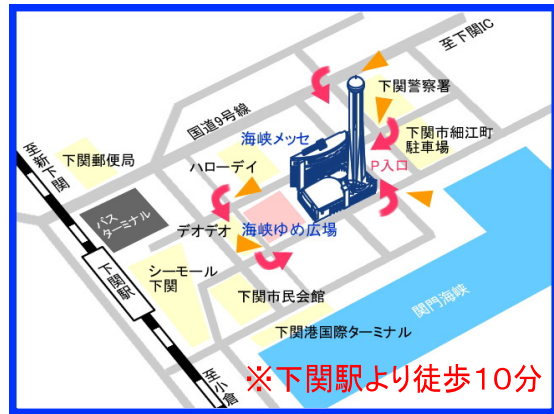 至下関IC
国道9号線
下関警察署
海峡メッセ
下関市細江町
駐車場
P入口
至新下関
下関郵便局
ハローデイ
バス
ターミナル
デオデオ
海峡ゆめ広場
下関駅
シーモール
下関
下関市民会館
関門海峡
下関港国際ターミナル
至小倉
※下関駅より徒歩10分